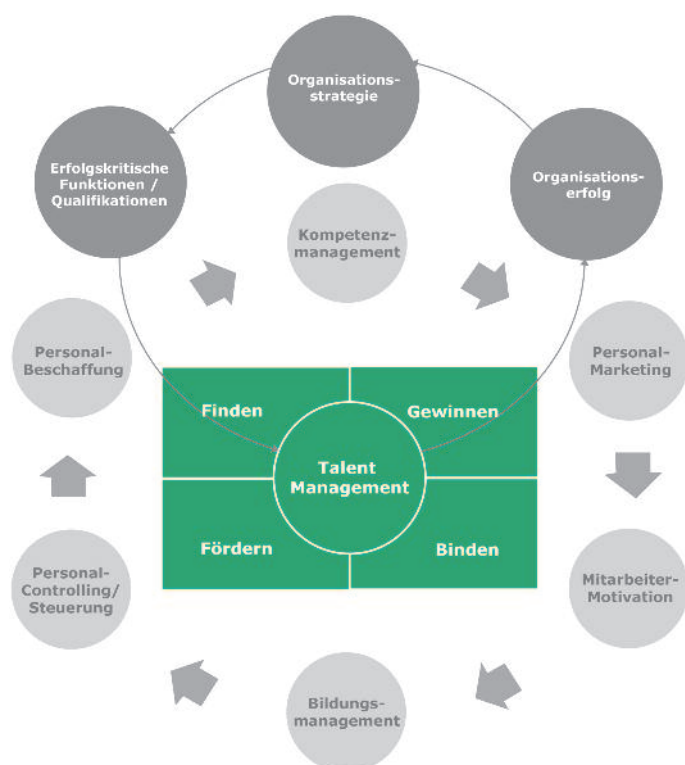 Organisations-
strategie
Erfolgskritische
Funktionen /
Qualifikationen
Organisations-
erfolg
Kompetenz-
management
Personal-
Beschaffung
Personal-
Marketing
Finden
Gewinnen
Talent
Management
Fördern
Binden
Personal-
Controlling/
Steuerung
Mitarbeiter-
Motivation
Bildungs-
management